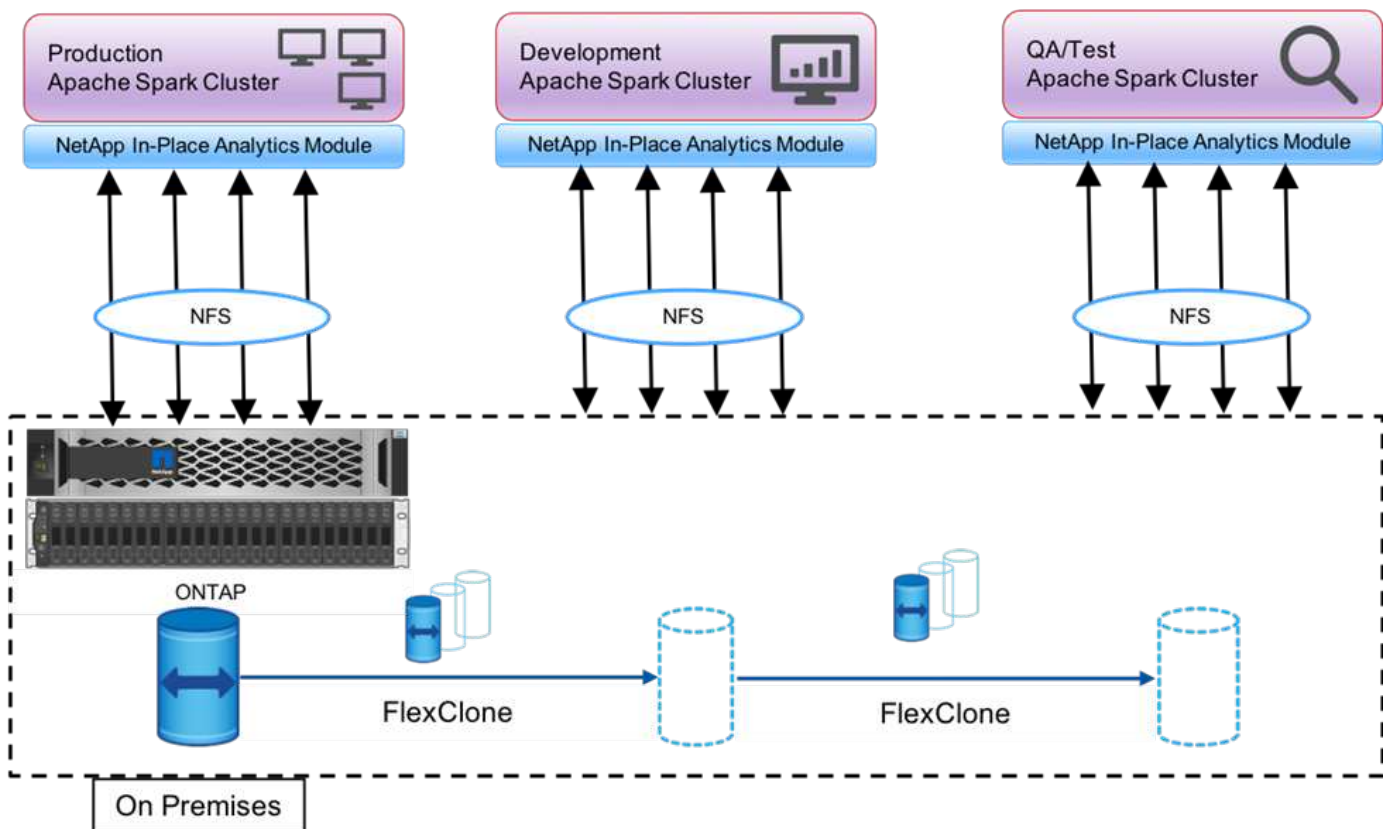 Production
Apache Spark Cluster
Development
Apache Spark Cluster
QA/Test
Apache Spark Cluster
NetApp In-Place Analytics Module
NetApp In-Place Analytics Module
NetApp In-Place Analytics Module
NFS
NFS
NFS
NetApp
ONTAP
FlexClone
FlexClone
On Premises